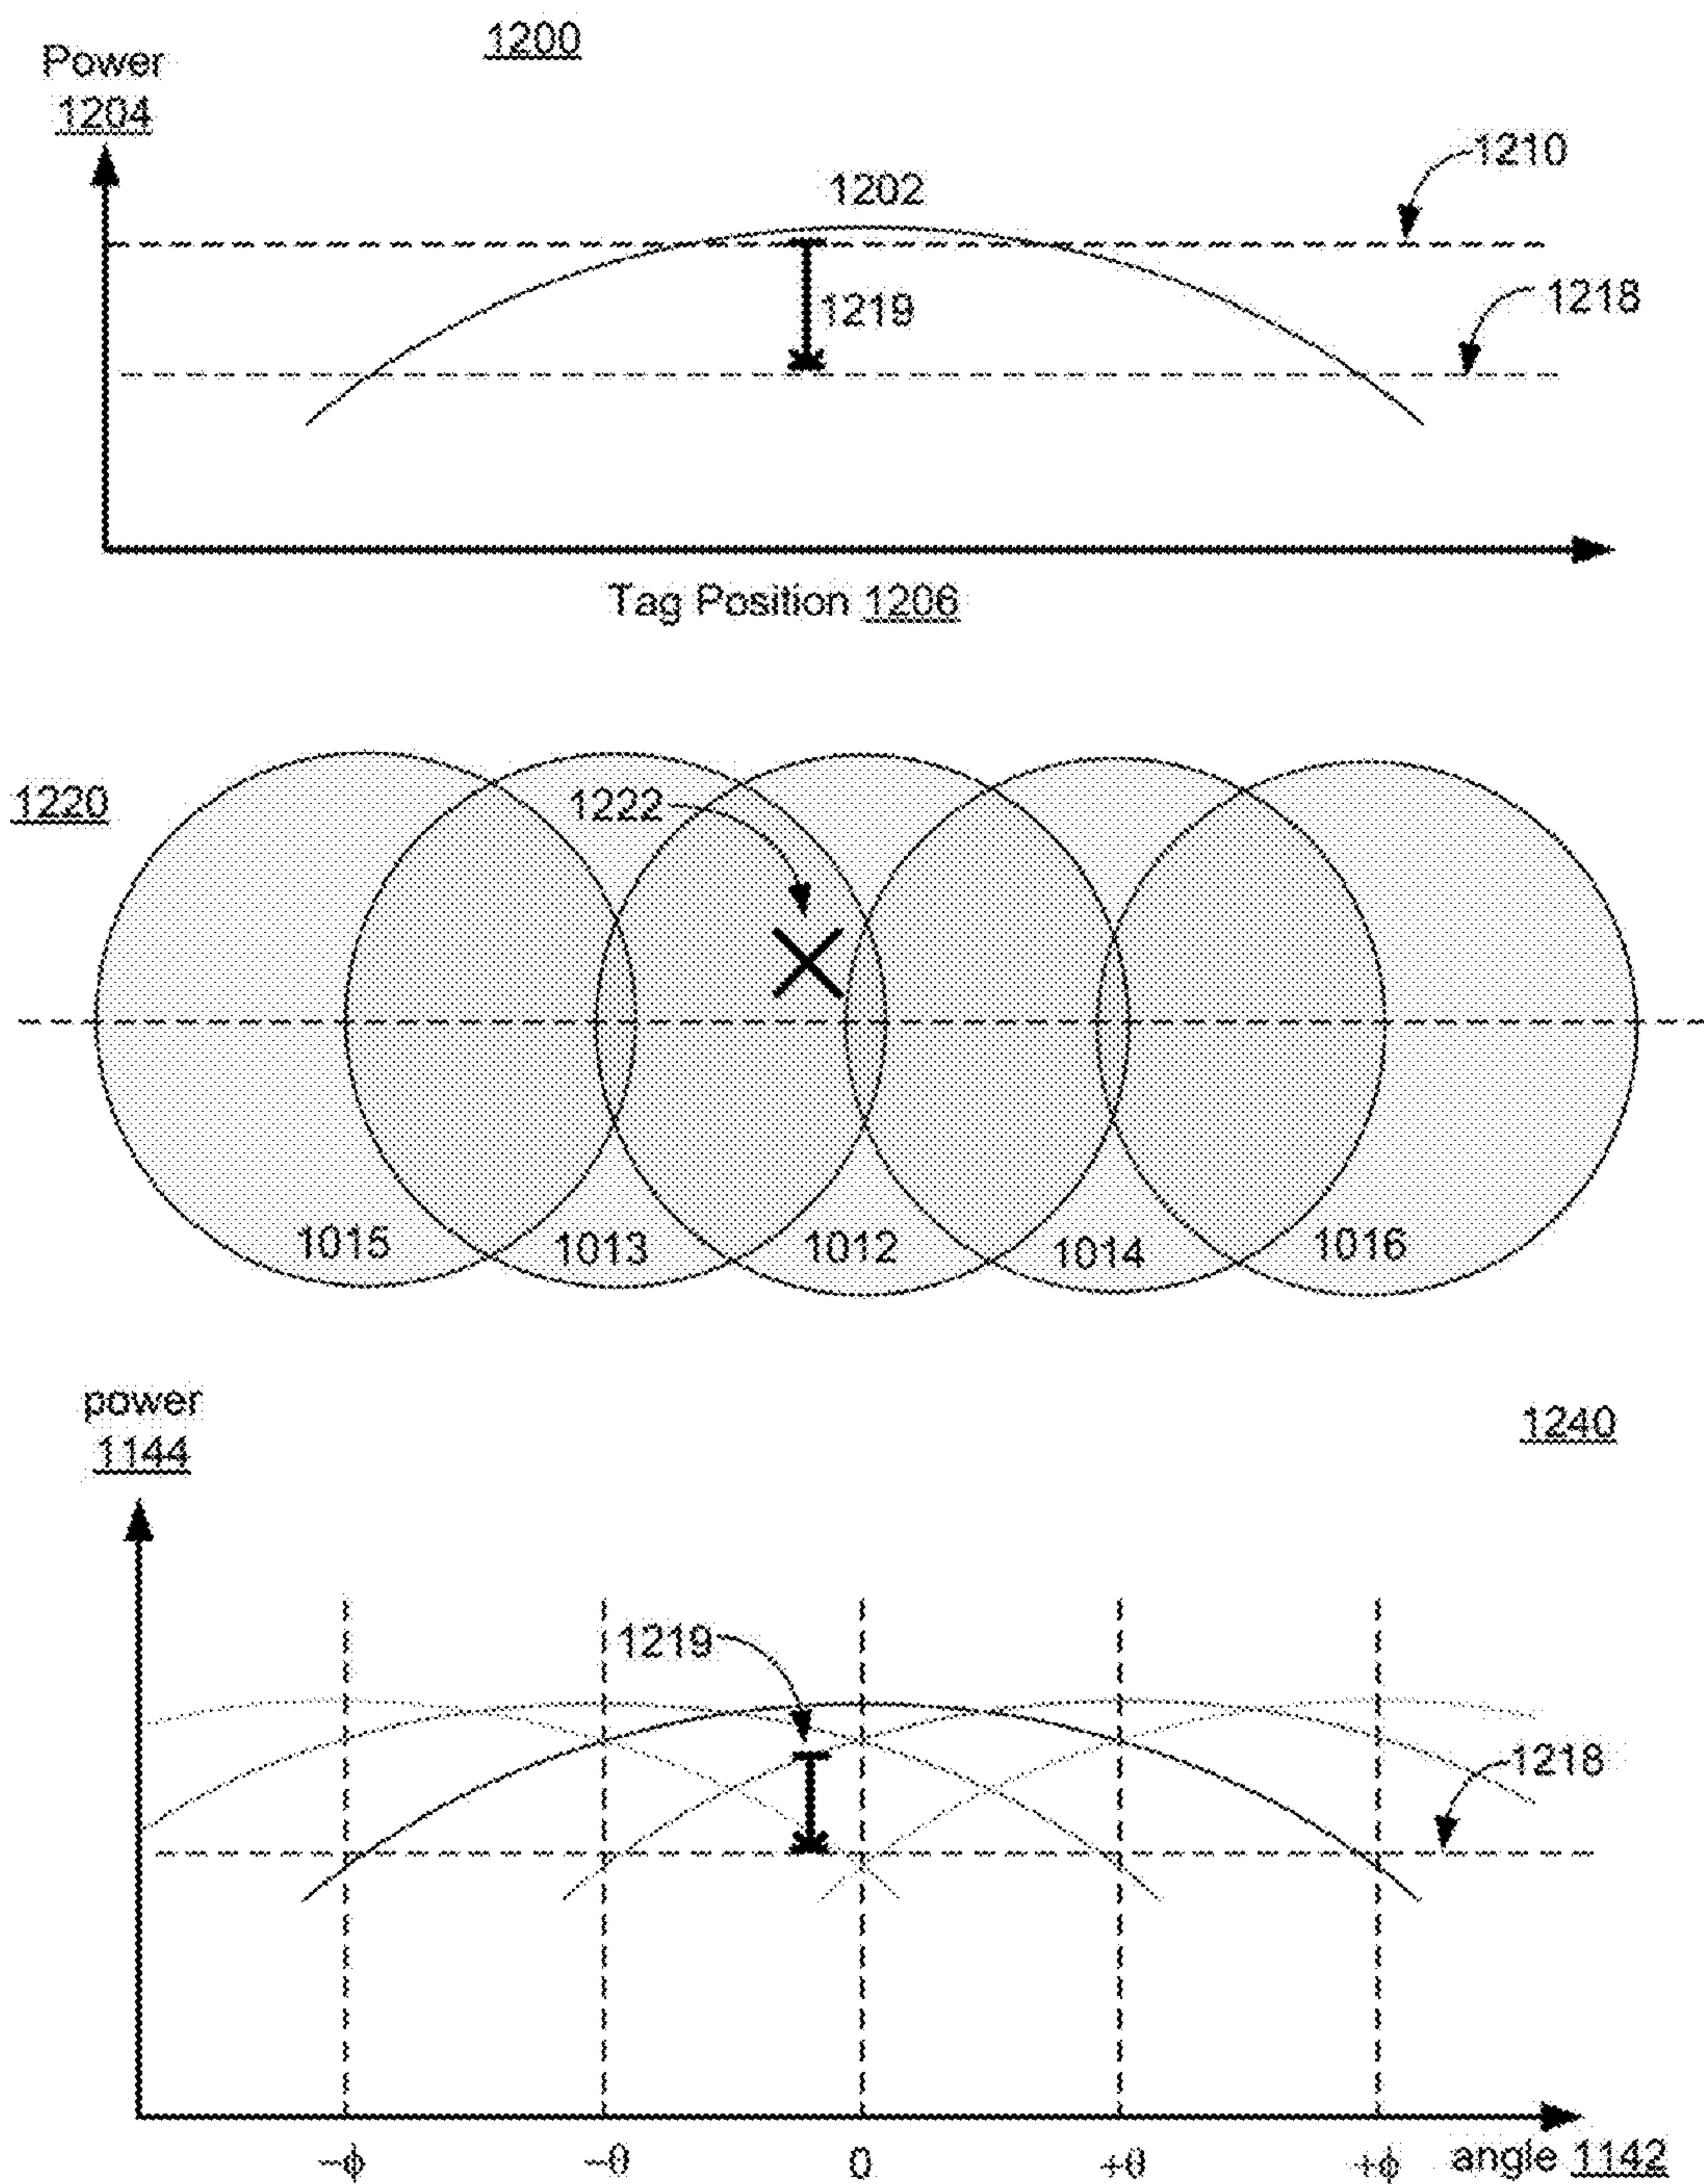 1200
Power
1204
1210
1202
1218
1219
Tag Position 1206
1220
1222
1015
1013
1012
1014
1016
power
1144
1240
1219
1218
−ϕ
−θ
0
+θ
+ϕ
angle 1142